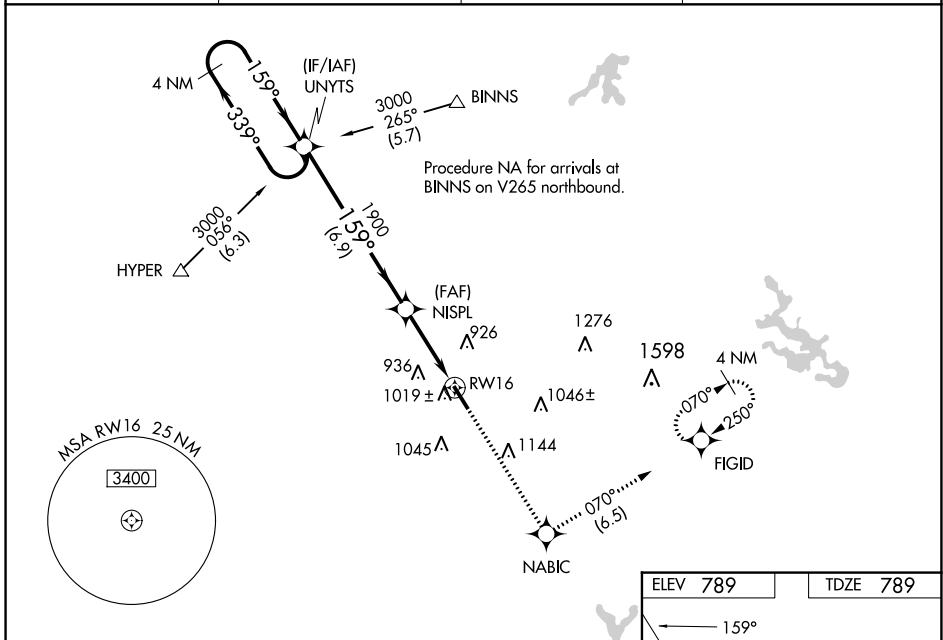 (IF/IAF)
UNYTS
4 NM
159°
339°
BINNS
3000
265°
(5.7)
Procedure NA for arrivals at
BINNS on V265 northbound.
3000
056°
(6.3)
HYPER
1900
159°
(6.9)
(FAF)
NISPL
926
1276
1598
4 NM
936
RW16
1019 ±
1046±
070°
250°
1045
1144
FIGID
MSA RW16 25 NM
3400
070°
(6.5)
NABIC
ELEV 789
TDZE 789
159°